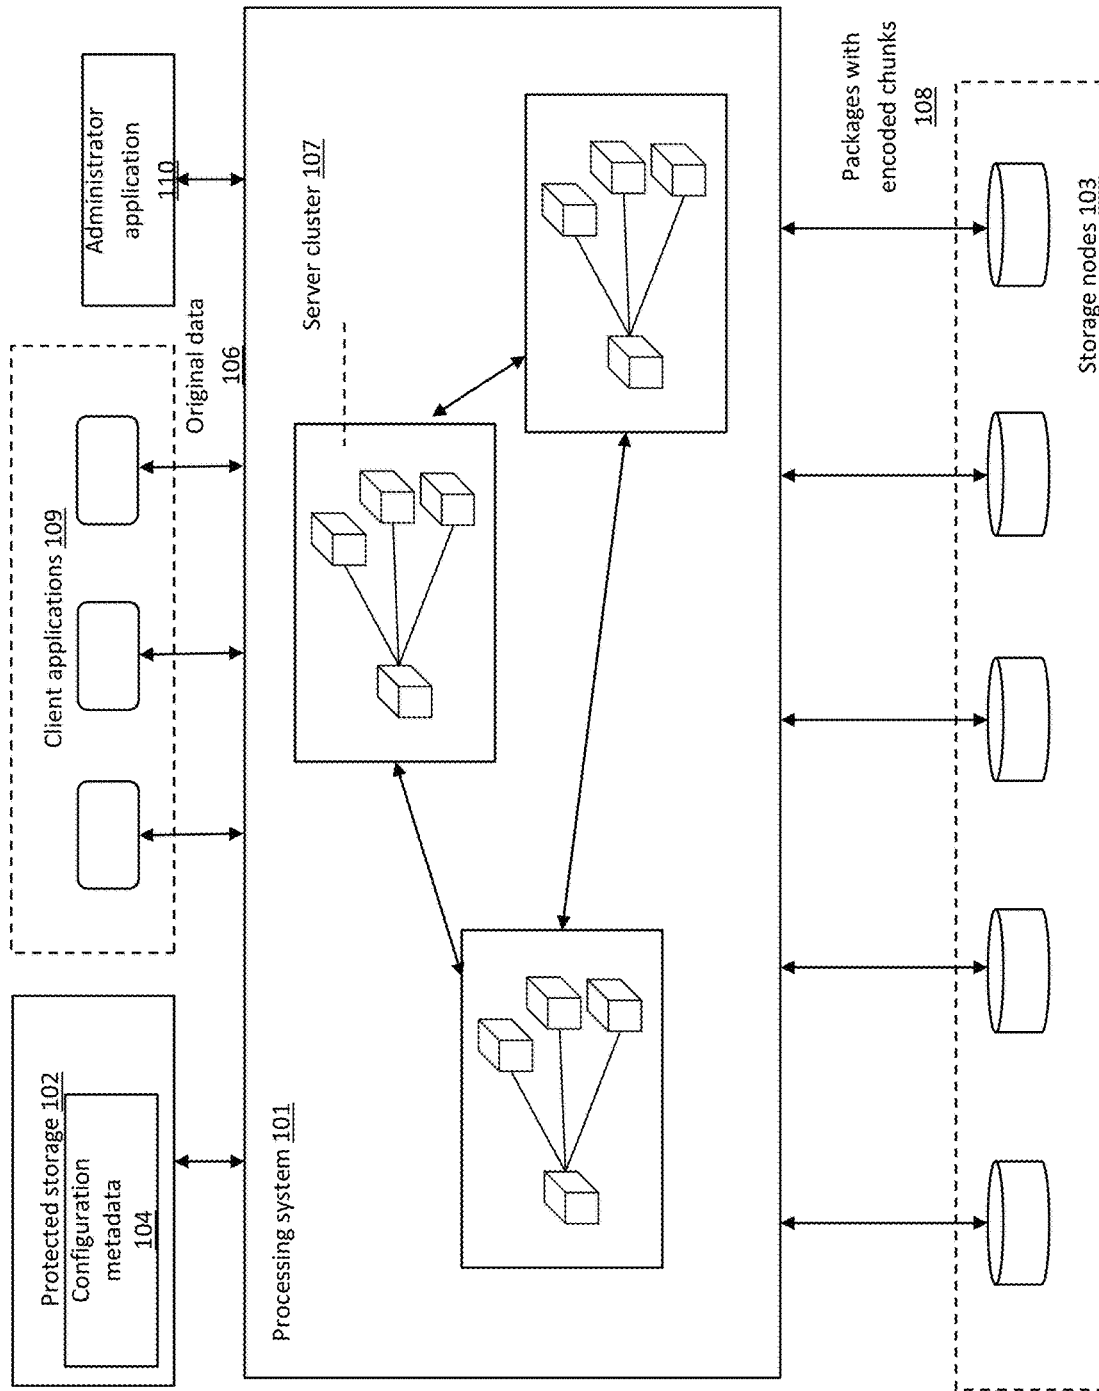 Protected storage 102
Configuration
metadata
104
Client applications 109
Administrator
application
110
Original data
106
Processing system 101
Server cluster 107
Packages with
encoded chunks
108
Storage nodes 103